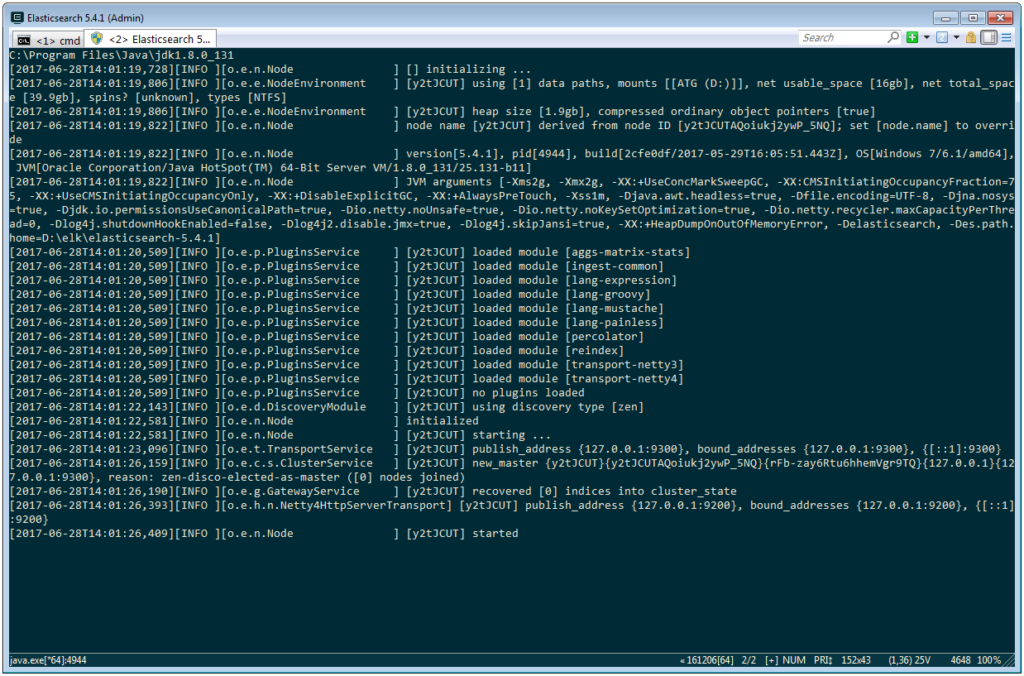 Elasticsearch 5.4.1 (Admin)
<1> cmd
<2> Elasticsearch 5...
Search
C:\Program Files\Java\jdk1.8.0_131
[2017-06-28T14:01:19,728][INFO ][o.e.n.Node               ] [] initializing ...
[2017-06-28T14:01:19,806][INFO ][o.e.e.NodeEnvironment    ] [y2tJCUT] using [1] data paths, mounts [[ATG (D:)]], net usable_space [16gb], net total_spac
e [39.9gb], spins? [unknown], types [NTFS]
[2017-06-28T14:01:19,806][INFO ][o.e.e.NodeEnvironment    ] [y2tJCUT] heap size [1.9gb], compressed ordinary object pointers [true]
[2017-06-28T14:01:19,822][INFO ][o.e.n.Node               ] node name [y2tJCUT] derived from node ID [y2tJCUTAQoiukj2ywP_5NQ]; set [node.name] to overri
de
[2017-06-28T14:01:19,822][INFO ][o.e.n.Node               ] version[5.4.1], pid[4944], build[2cfe0df/2017-05-29T16:05:51.443Z], OS[Windows 7/6.1/amd64],
 JVM[Oracle Corporation/Java HotSpot(TM) 64-Bit Server VM/1.8.0_131/25.131-b11]
[2017-06-28T14:01:19,822][INFO ][o.e.n.Node               ] JVM arguments [-Xms2g, -Xmx2g, -XX:+UseConcMarkSweepGC, -XX:CMSInitiatingOccupancyFraction=7
5, -XX:+UseCMSInitiatingOccupancyOnly, -XX:+DisableExplicitGC, -XX:+AlwaysPreTouch, -Xss1m, -Djava.awt.headless=true, -Dfile.encoding=UTF-8, -Djna.nosys
=true, -Djdk.io.permissionsUseCanonicalPath=true, -Dio.netty.noUnsafe=true, -Dio.netty.noKeySetOptimization=true, -Dio.netty.recycler.maxCapacityPerThre
ad=0, -Dlog4j.shutdownHookEnabled=false, -Dlog4j2.disable.jmx=true, -Dlog4j.skipJansi=true, -XX:+HeapDumpOnOutOfMemoryError, -Delasticsearch, -Des.path.
home=D:\elk\elasticsearch-5.4.1]
[2017-06-28T14:01:20,509][INFO ][o.e.p.PluginsService     ] [y2tJCUT] loaded module [aggs-matrix-stats]
[2017-06-28T14:01:20,509][INFO ][o.e.p.PluginsService     ] [y2tJCUT] loaded module [ingest-common]
[2017-06-28T14:01:20,509][INFO ][o.e.p.PluginsService     ] [y2tJCUT] loaded module [lang-expression]
[2017-06-28T14:01:20,509][INFO ][o.e.p.PluginsService     ] [y2tJCUT] loaded module [lang-groovy]
[2017-06-28T14:01:20,509][INFO ][o.e.p.PluginsService     ] [y2tJCUT] loaded module [lang-mustache]
[2017-06-28T14:01:20,509][INFO ][o.e.p.PluginsService     ] [y2tJCUT] loaded module [lang-painless]
[2017-06-28T14:01:20,509][INFO ][o.e.p.PluginsService     ] [y2tJCUT] loaded module [percolator]
[2017-06-28T14:01:20,509][INFO ][o.e.p.PluginsService     ] [y2tJCUT] loaded module [reindex]
[2017-06-28T14:01:20,509][INFO ][o.e.p.PluginsService     ] [y2tJCUT] loaded module [transport-netty3]
[2017-06-28T14:01:20,509][INFO ][o.e.p.PluginsService     ] [y2tJCUT] loaded module [transport-netty4]
[2017-06-28T14:01:20,509][INFO ][o.e.p.PluginsService     ] [y2tJCUT] no plugins loaded
[2017-06-28T14:01:22,143][INFO ][o.e.d.DiscoveryModule    ] [y2tJCUT] using discovery type [zen]
[2017-06-28T14:01:22,581][INFO ][o.e.n.Node               ] initialized
[2017-06-28T14:01:22,581][INFO ][o.e.n.Node               ] [y2tJCUT] starting ...
[2017-06-28T14:01:23,096][INFO ][o.e.t.TransportService   ] [y2tJCUT] publish_address {127.0.0.1:9300}, bound_addresses {127.0.0.1:9300}, {[::1]:9300}
[2017-06-28T14:01:26,159][INFO ][o.e.c.s.ClusterService   ] [y2tJCUT] new_master {y2tJCUT}{y2tJCUTAQoiukj2ywP_5NQ}{rFb-zay6Rtu6hhemVgr9TQ}{127.0.0.1}{12
7.0.0.1:9300}, reason: zen-disco-elected-as-master ([0] nodes joined)
[2017-06-28T14:01:26,190][INFO ][o.e.g.GatewayService     ] [y2tJCUT] recovered [0] indices into cluster_state
[2017-06-28T14:01:26,393][INFO ][o.e.h.n.Netty4HttpServerTransport] [y2tJCUT] publish_address {127.0.0.1:9200}, bound_addresses {127.0.0.1:9200}, {[::1]
:9200}
[2017-06-28T14:01:26,409][INFO ][o.e.n.Node               ] [y2tJCUT] started
java.exe[*64]:4944
« 161206[64] 2/2 [+] NUM PRI↕ 152x43 (1,36) 25V 4648 100%